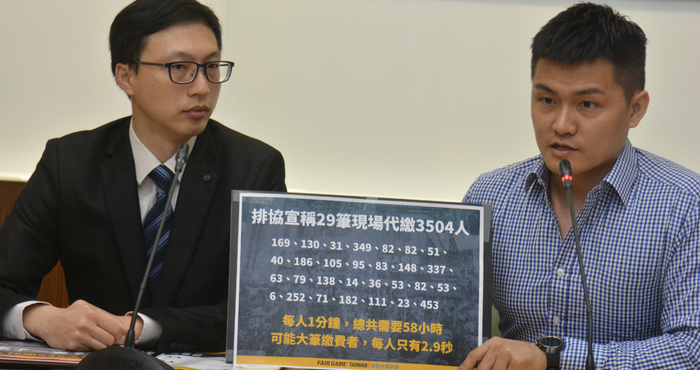 排協宣稱29筆現場代繳3504人
169、130、31、349、82、82、51、
40、186、105、95、83、148、337、
63、79、138、14、36、53、82、53、
6、252、71、182、111、23、453
每人1分鐘，總共需要58小時
可能大筆繳費者，每人只有2.9秒
FAIR GAME! TAIWAN!